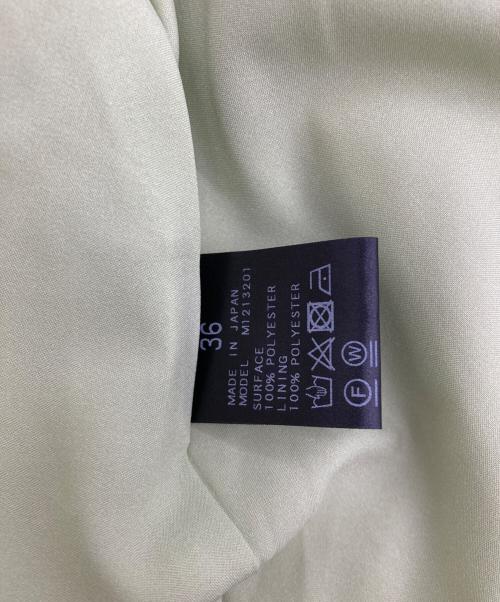 36
MADE IN JAPAN
MODEL M1213201
SURFACE
100% POLYESTER
LINING
100% POLYESTER
F W